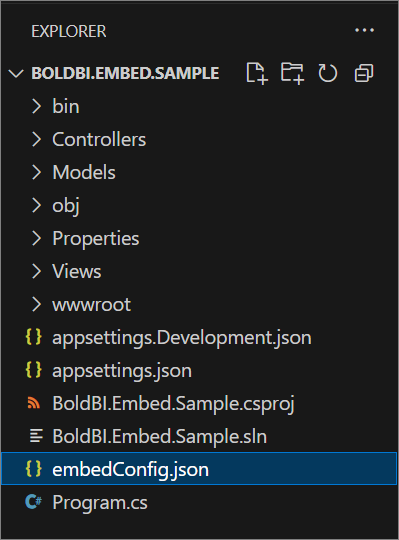 EXPLORER
BOLDBI.EMBED.SAMPLE
bin
Controllers
Models
obj
Properties
Views
wwwroot
{} appsettings.Development.json
{} appsettings.json
BoldBI.Embed.Sample.csproj
BoldBI.Embed.Sample.sln
{} embedConfig.json
C# Program.cs